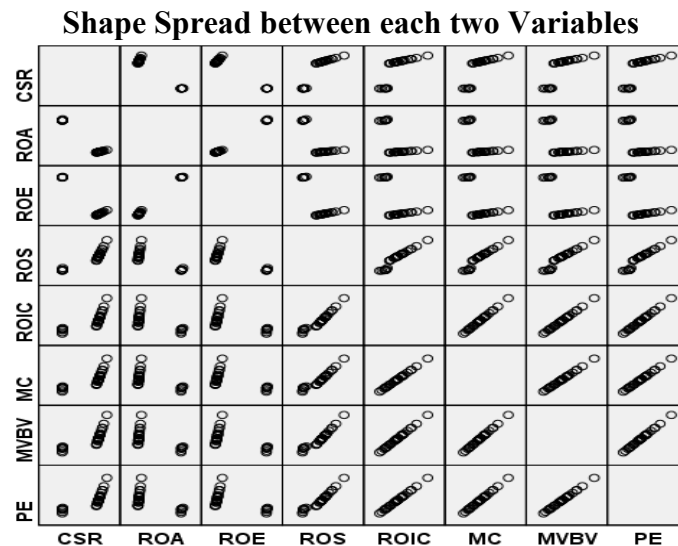 Shape Spread between each two Variables
CSR
ROA
ROE
ROS
ROIC
MC
MVBV
PE
CSR ROA ROE ROS ROIC MC MVBV PE